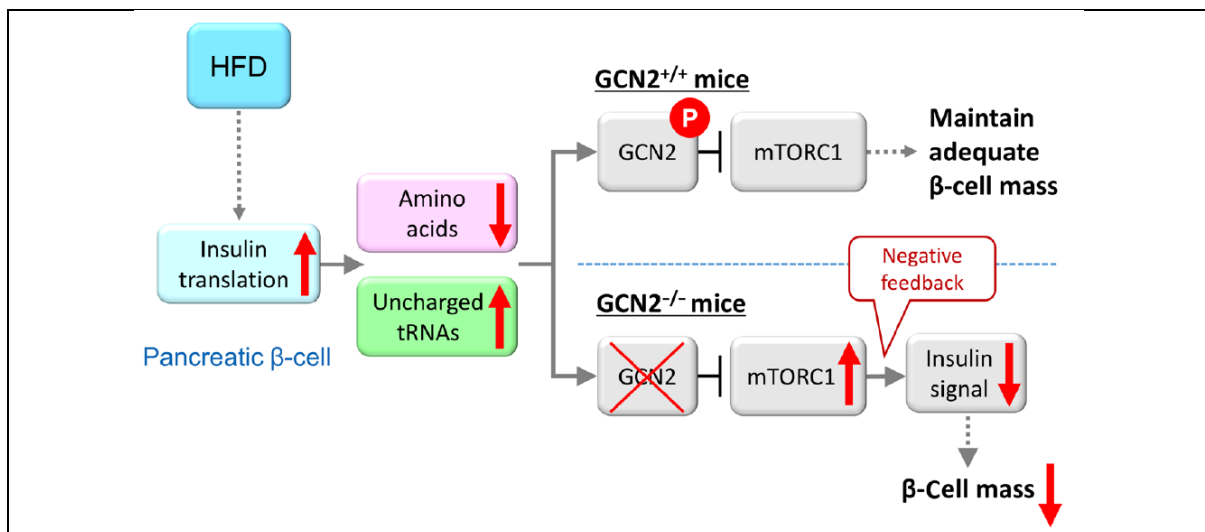 HFD
Insulin
translation
Pancreatic β-cell
Amino
acids
Uncharged
tRNAs
GCN2+/+ mice
P
GCN2
mTORC1
Maintain
adequate
β-cell mass
Negative
feedback
GCN2-/- mice
GCN2
mTORC1
Insulin
signal
β-Cell mass